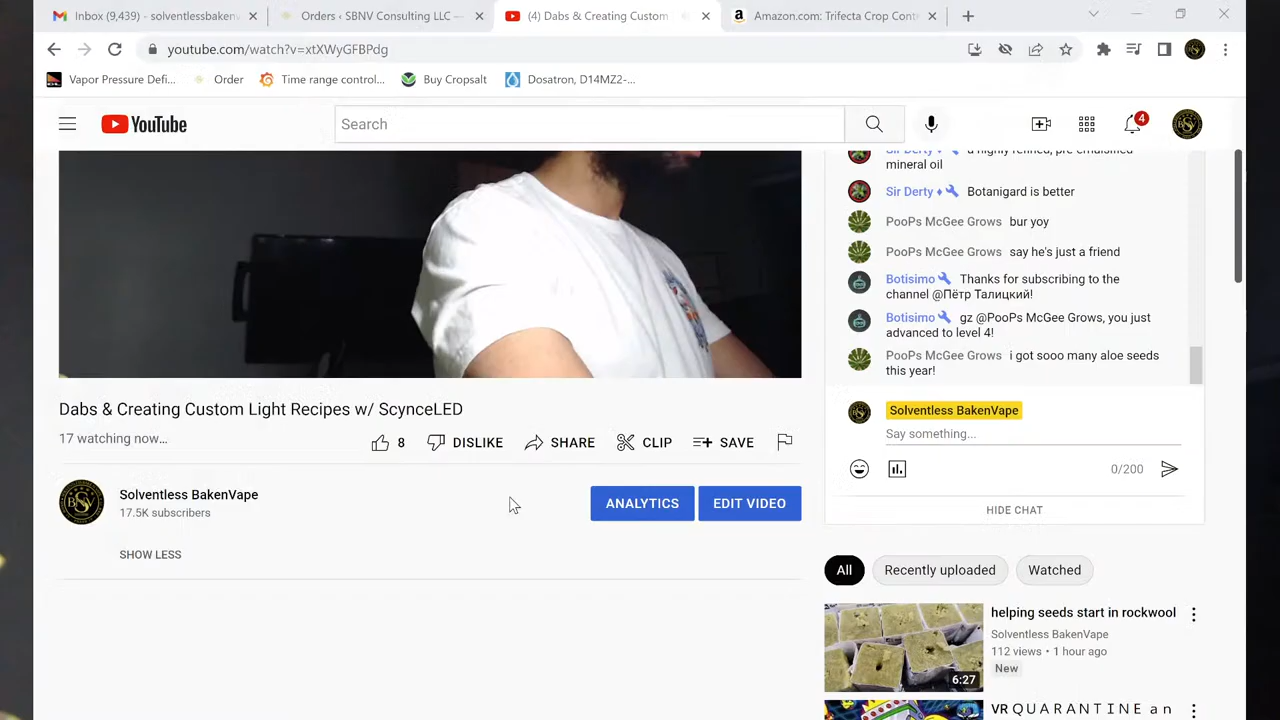 Inbox (9,439) - solventlessbaken
Orders ‹ SBNV Consulting LLC —
(4) Dabs & Creating Custom
Amazon.com: Trifecta Crop Cont
youtube.com/watch?v=xtXWyGFBPdg
Vapor Pressure Defi...
Order
Time range control...
Buy Cropsalt
Dosatron, D14MZ2-...
YouTube
Search
4
BSV
Sir Derty a highly refined, pre emulsified
mineral oil
Sir Derty Botanigard is better
PooPs McGee Grows bur yoy
PooPs McGee Grows say he's just a friend
Botisimo Thanks for subscribing to the
channel @Пётр Талицкий!
Botisimo gz @PooPs McGee Grows, you just
advanced to level 4!
PooPs McGee Grows i got sooo many aloe seeds
this year!
Solventless BakenVape
Say something...
0/200
HIDE CHAT
Dabs & Creating Custom Light Recipes w/ ScynceLED
17 watching now...
8
DISLIKE
SHARE
CLIP
SAVE
BSV
Solventless BakenVape
17.5K subscribers
ANALYTICS
EDIT VIDEO
SHOW LESS
All
Recently uploaded
Watched
helping seeds start in rockwool
Solventless BakenVape
112 views • 1 hour ago
New
6:27
VR Q U A R A N T I N E a n